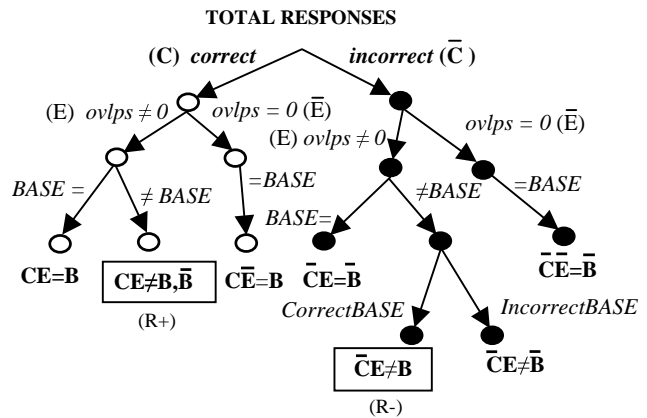 TOTAL RESPONSES
(C) correct incorrect (C̄ )
(E) ovlps ≠ 0 ovlps = 0 (Ē)
(E) ovlps ≠ 0 ovlps = 0 (Ē)
BASE = ≠ BASE =BASE
BASE= ≠BASE =BASE
CE=B CE≠B,B̄ CĒ=B C̄E=B̄ C̄Ē=B̄
(R+)
CorrectBASE IncorrectBASE
C̄E≠B C̄E≠B̄
(R-)